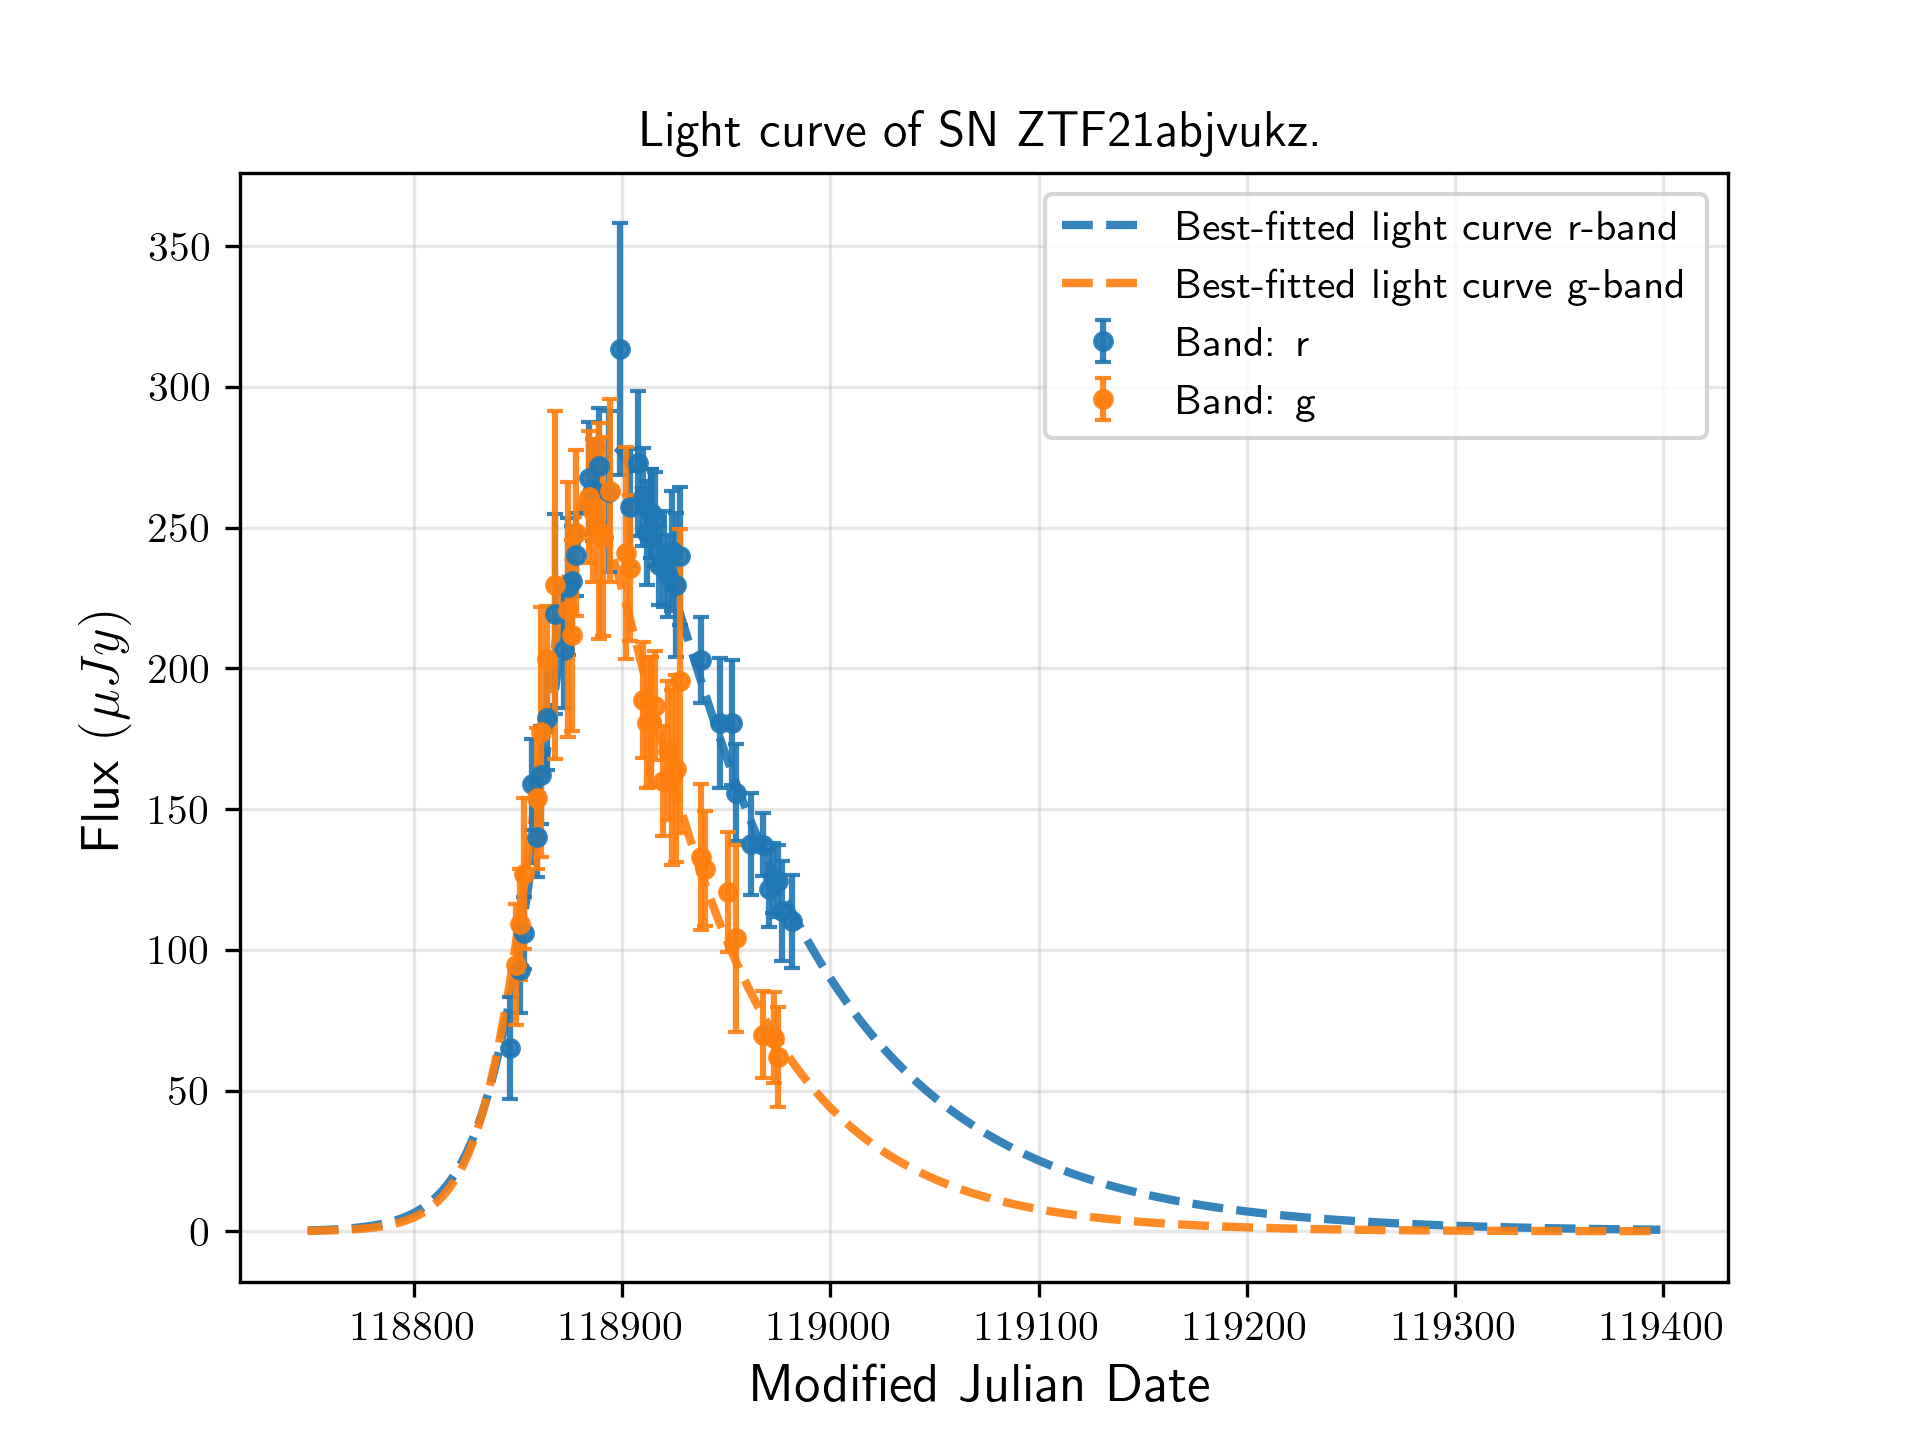 Light curve of SN ZTF21abjvukz.
Best-fitted light curve r-band
Best-fitted light curve g-band
Band: r
Band: g
350
300
250
200
150
100
50
0
Flux (μJy)
118800 118900 119000 119100 119200 119300 119400
Modified Julian Date